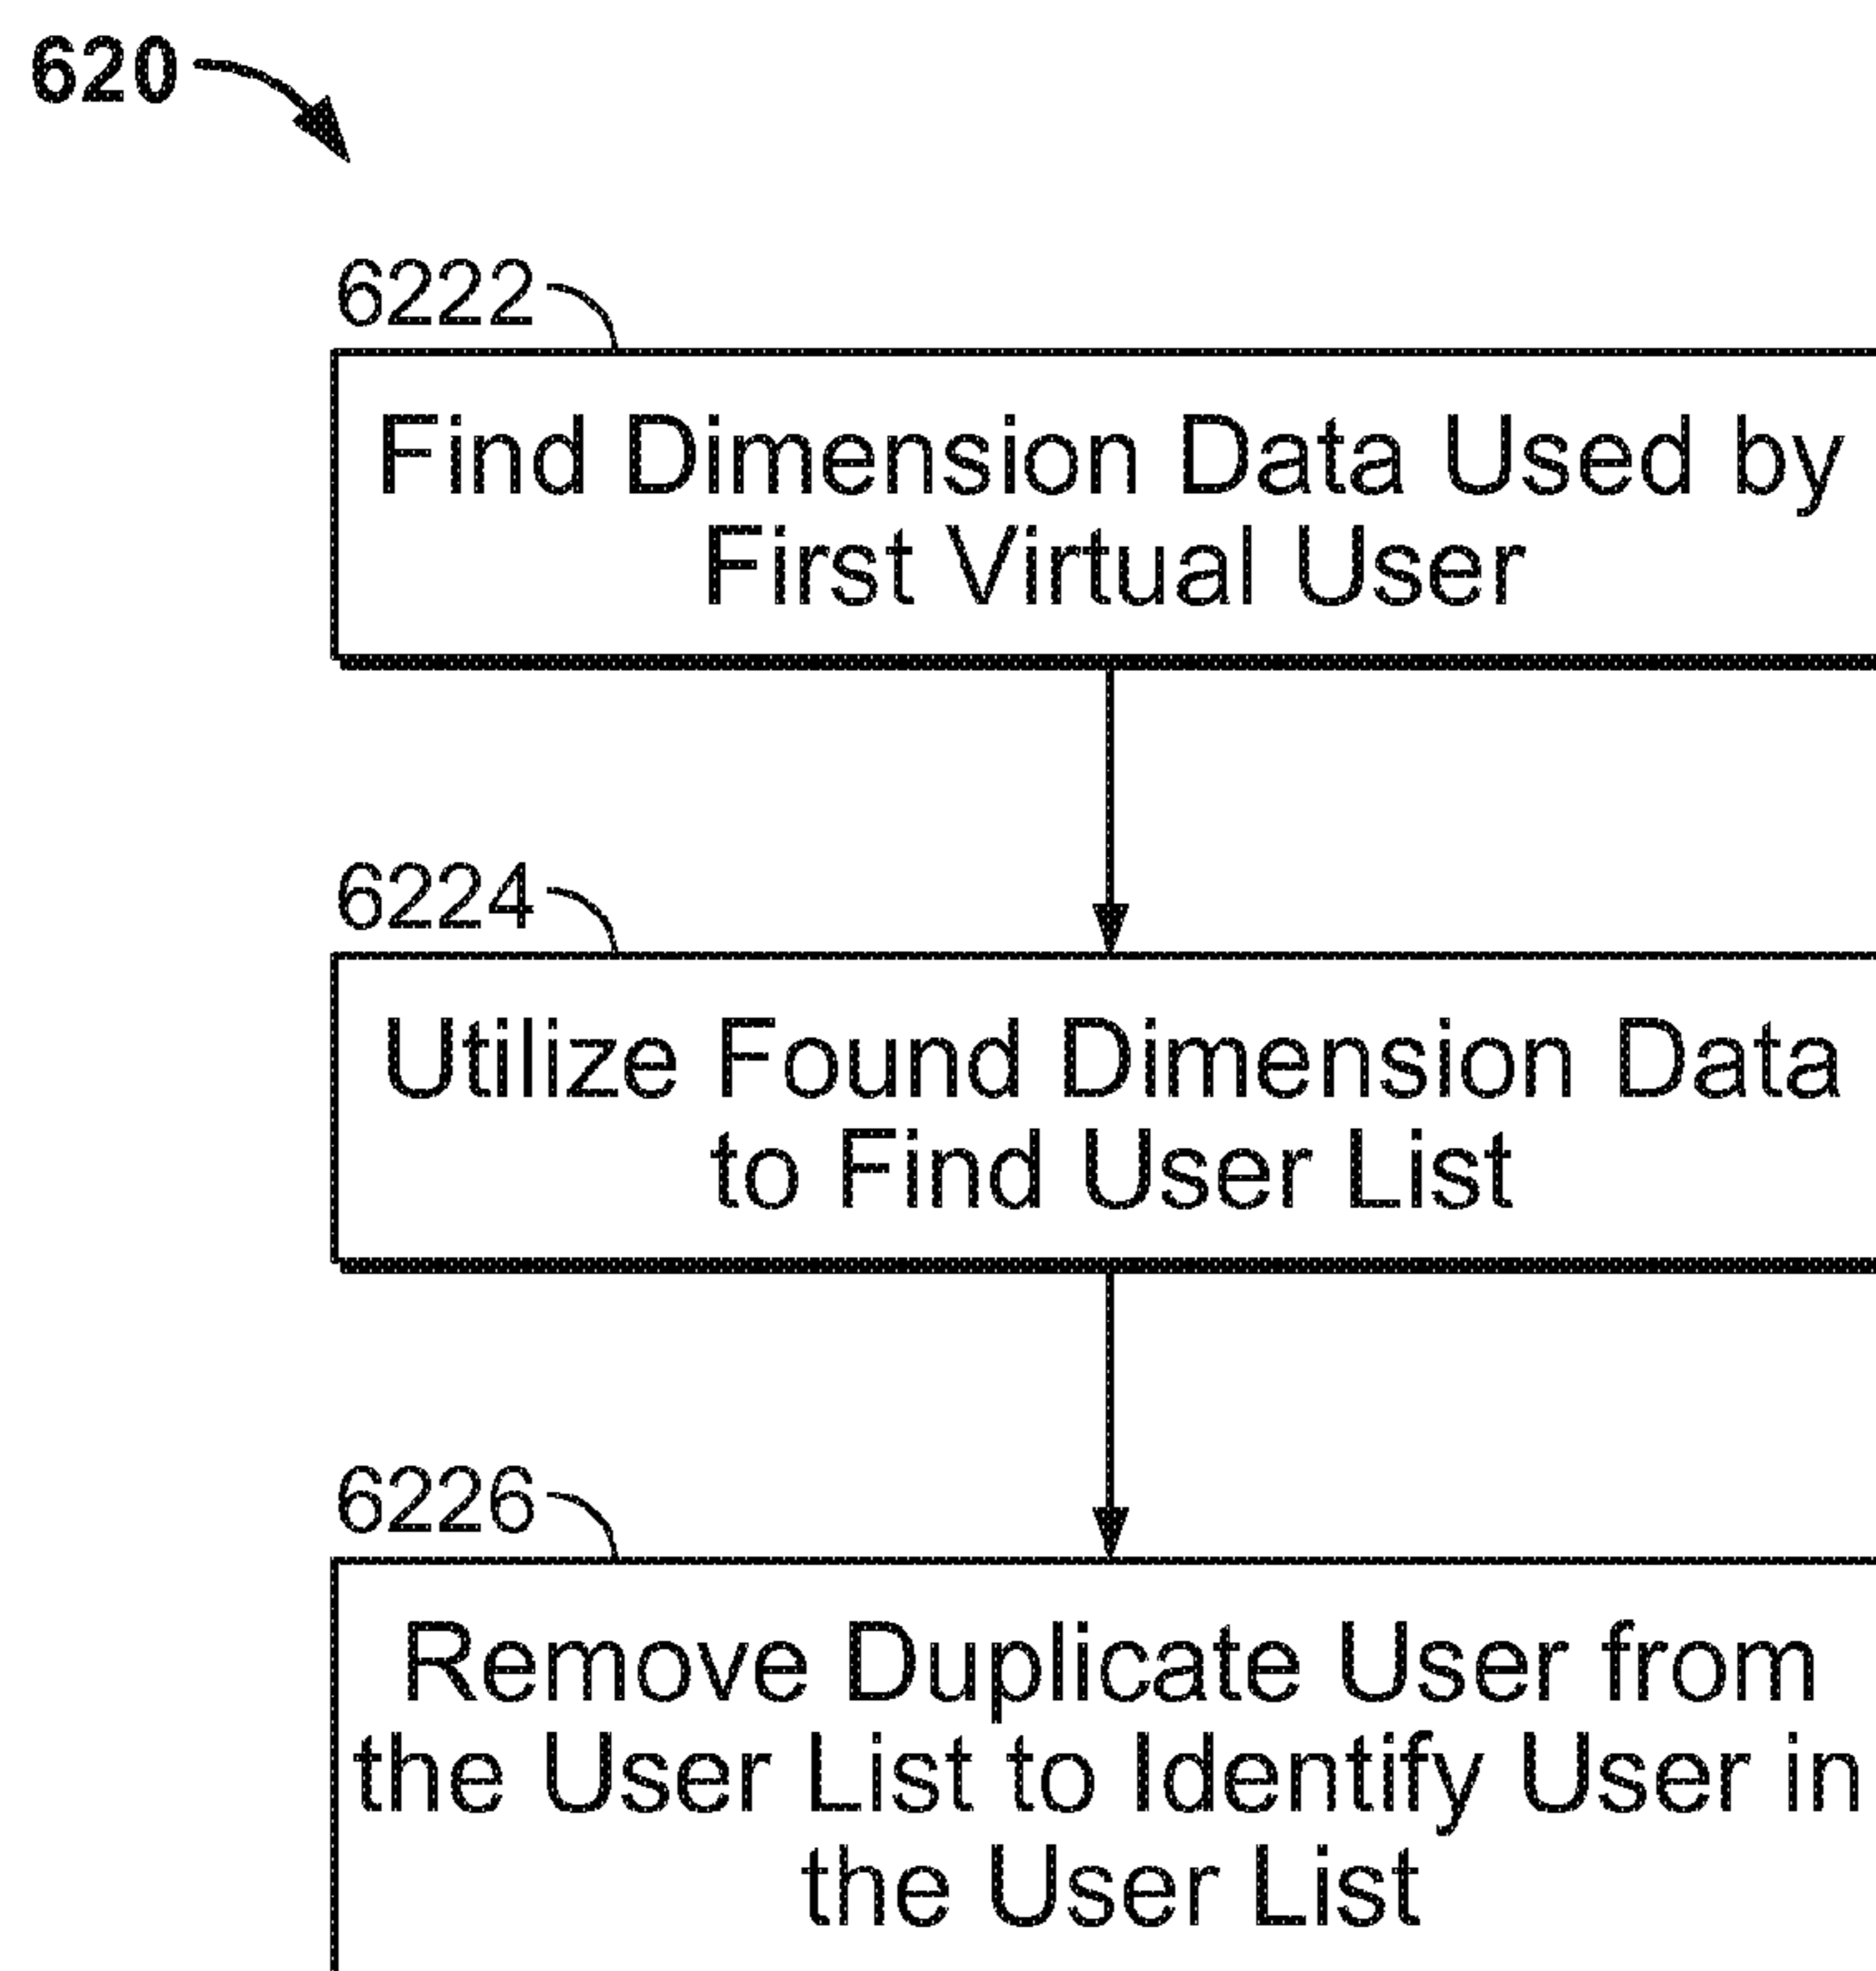 620
6222
Find Dimension Data Used by
First Virtual User
6224
Utilize Found Dimension Data
to Find User List
6226
Remove Duplicate User from
the User List to Identify User in
the User List